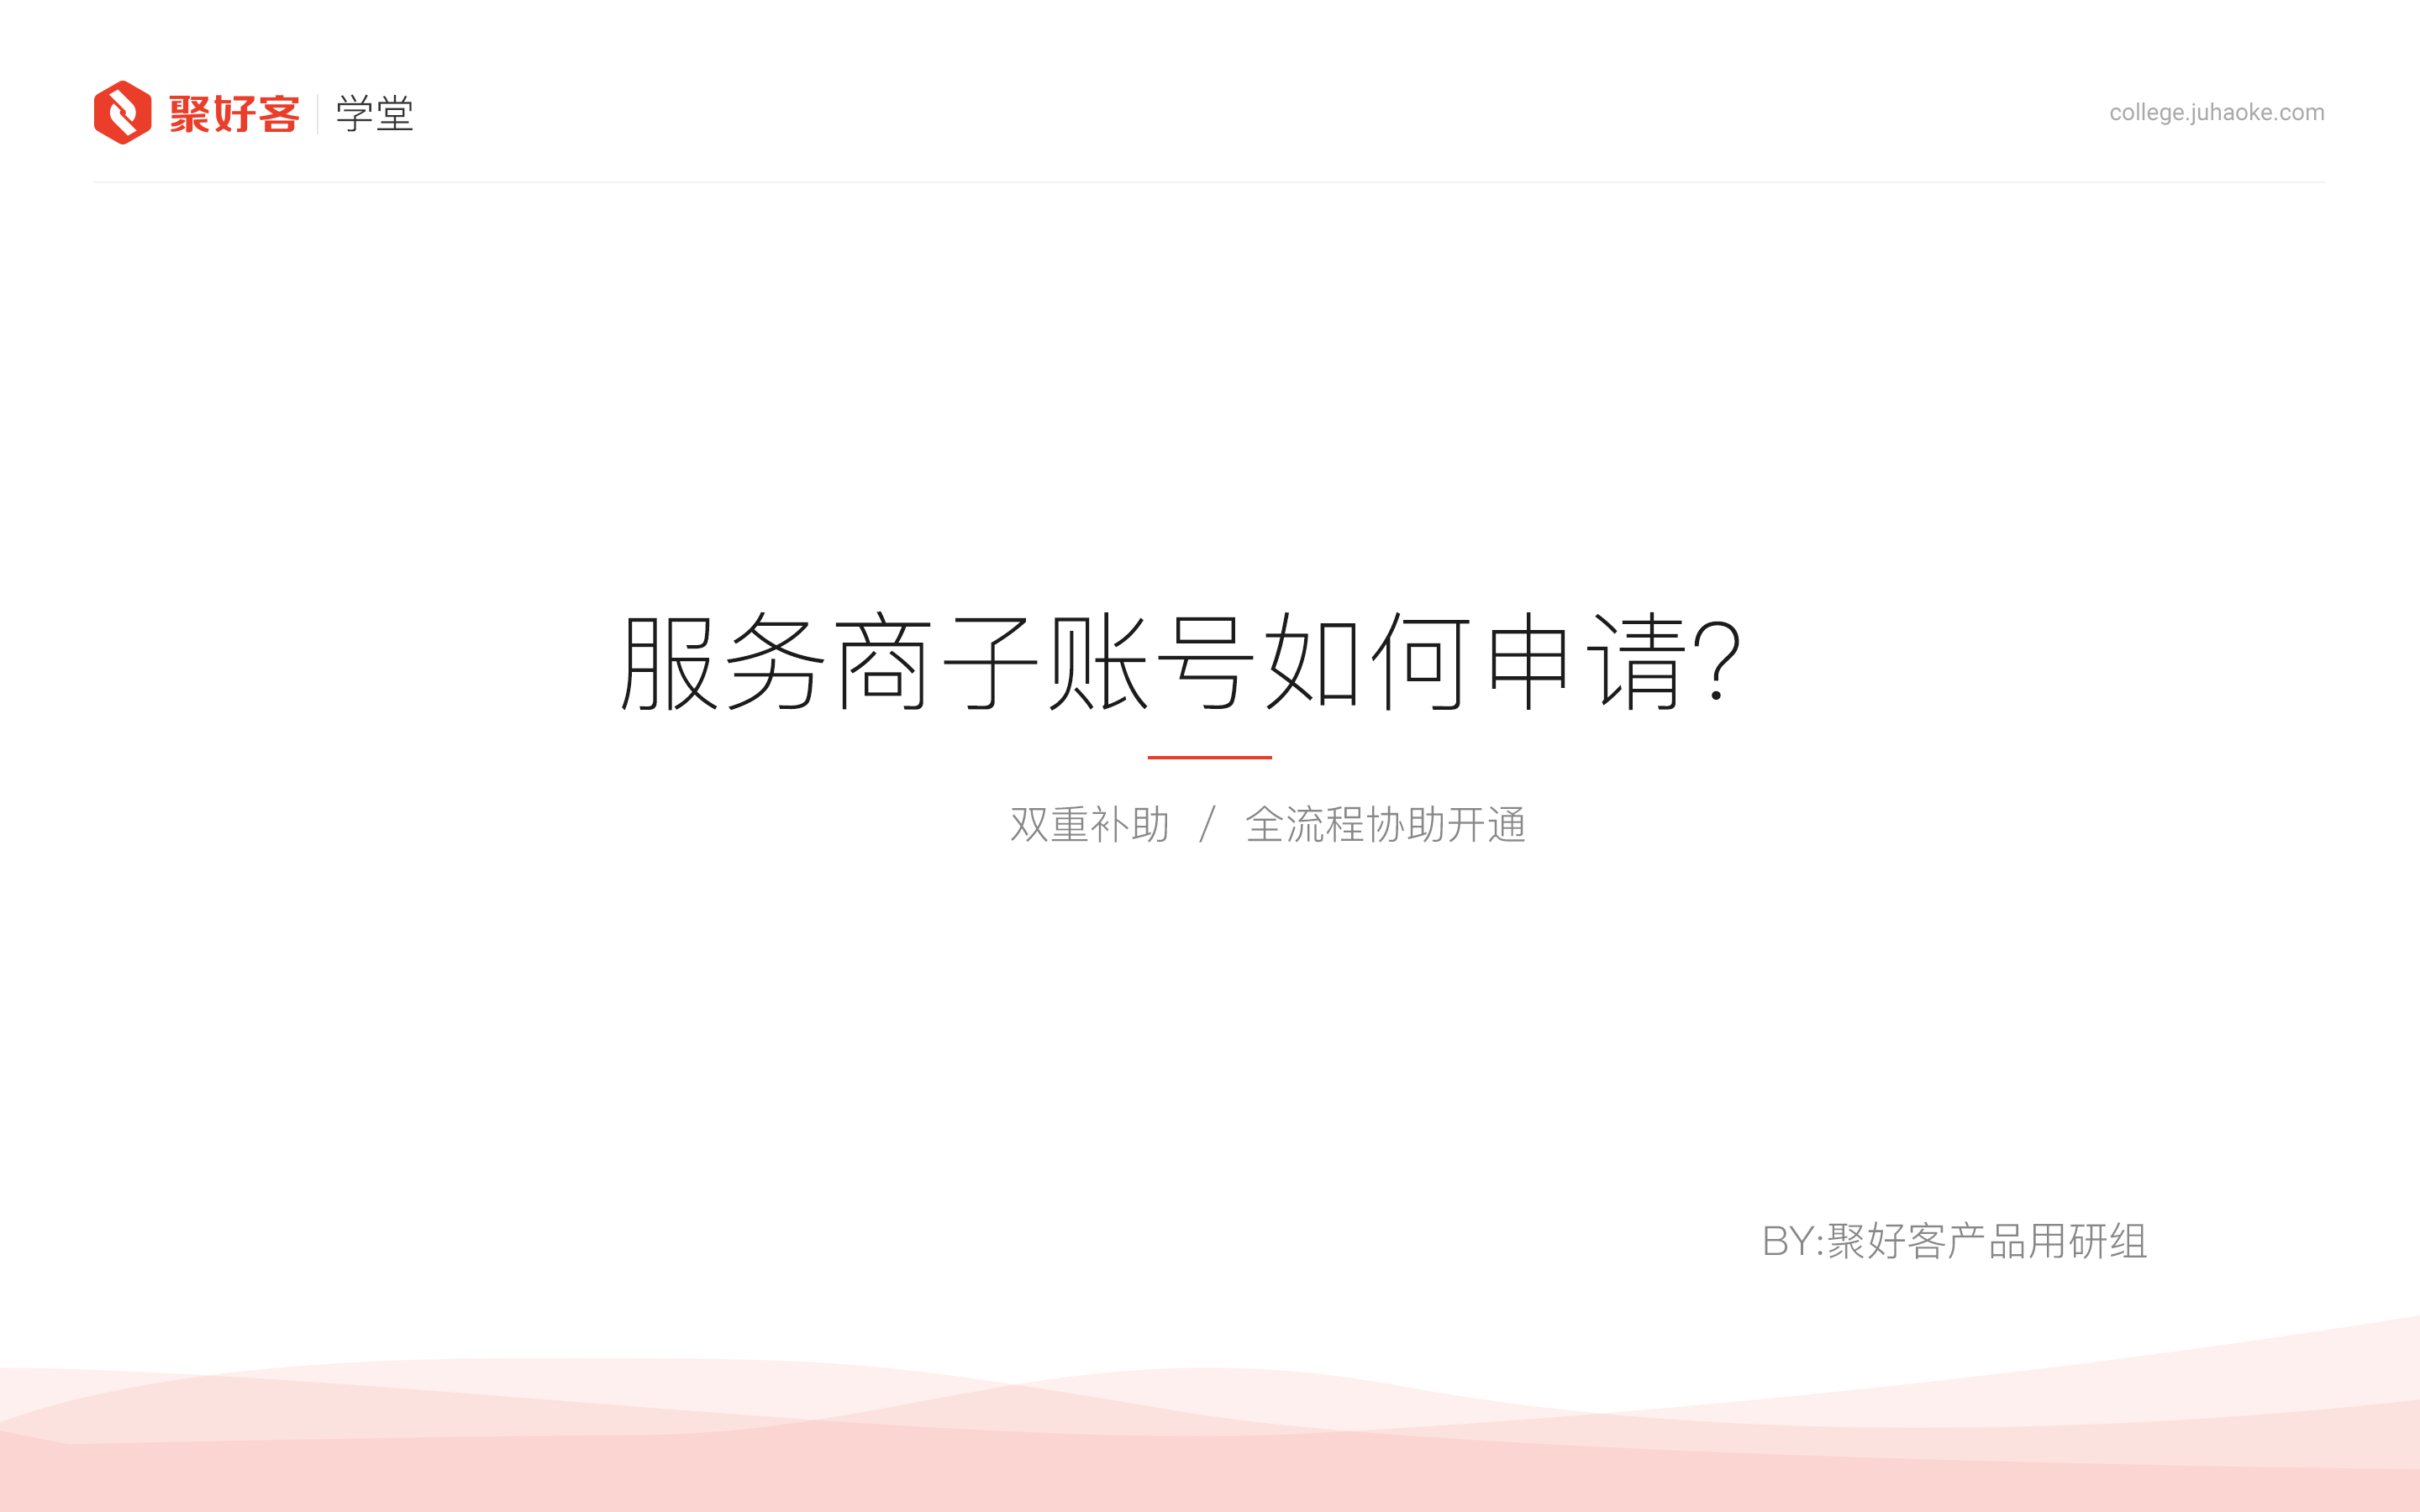 聚好客 学堂
college.juhaoke.com
服务商子账号如何申请?
双重补助 / 全流程协助开通
BY:聚好客产品用研组